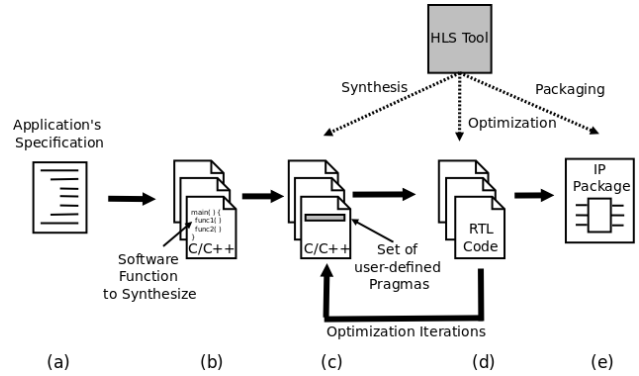 HLS Tool
Synthesis
Packaging
Optimization
Application's
Specification
IP
Package
main( ) {
func1( )
func2( )
}
C/C++
C/C++
RTL
Code
Software
Function
to Synthesize
Set of
user-defined
Pragmas
Optimization Iterations
(a)
(b)
(c)
(d)
(e)